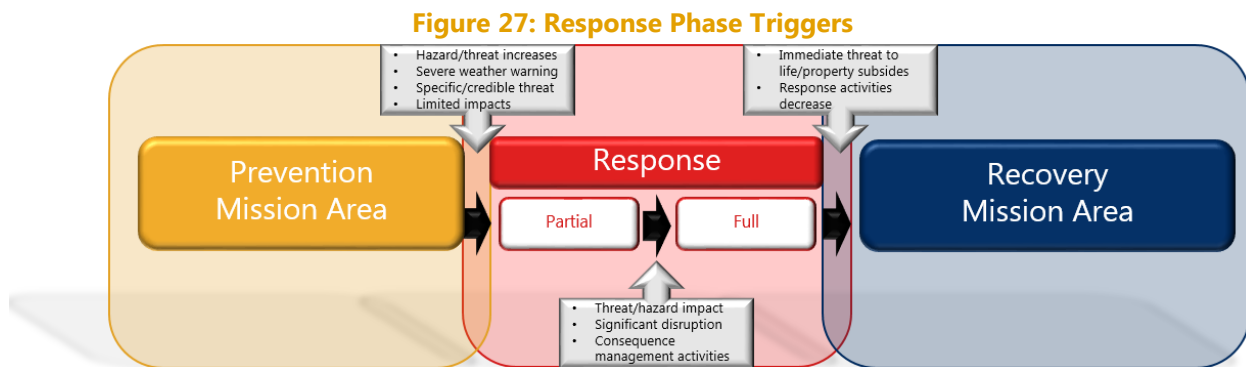 Figure 27: Response Phase Triggers
• Hazard/threat increases
• Severe weather warning
• Specific/credible threat
• Limited impacts
• Immediate threat to
life/property subsides
• Response activities
decrease
Prevention
Mission Area
Response
Partial
Full
Recovery
Mission Area
• Threat/hazard impact
• Significant disruption
• Consequence
management activities